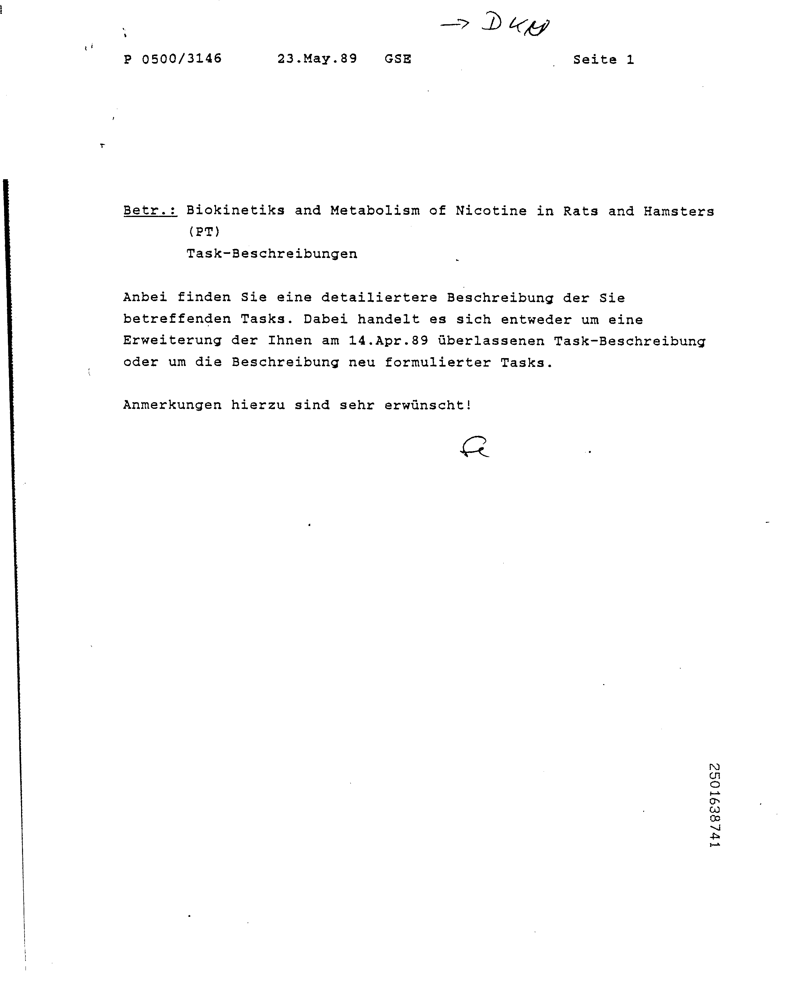 → DKM
P 0500/3146 23.May.89 GSE Seite 1
Betr.: Biokinetiks and Metabolism of Nicotine in Rats and Hamsters
(PT)
Task-Beschreibungen
Anbei finden Sie eine detailiertere Beschreibung der Sie
betreffenden Tasks. Dabei handelt es sich entweder um eine
Erweiterung der Ihnen am 14.Apr.89 überlassenen Task-Beschreibung
oder um die Beschreibung neu formulierter Tasks.
Anmerkungen hierzu sind sehr erwünscht!
2501638741